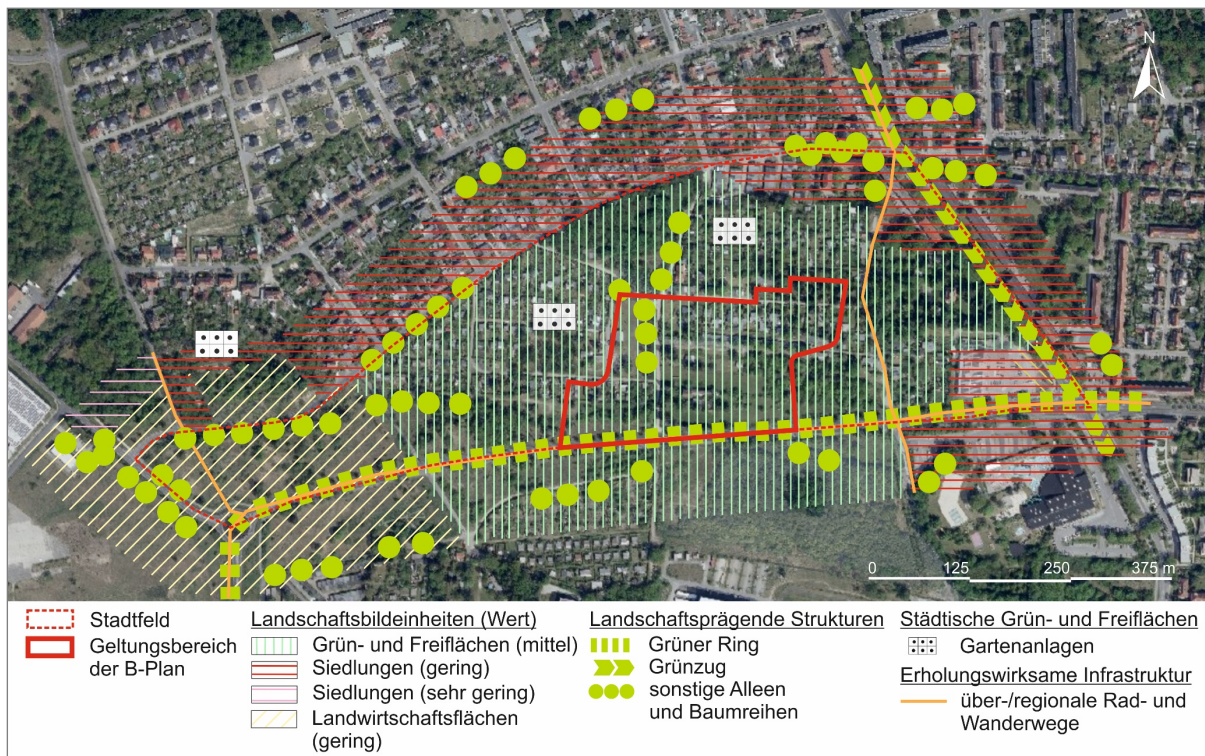 N
0 125 250 375 m
Stadtfeld
Geltungsbereich
der B-Plan
Landschaftsbildeinheiten (Wert)
Grün- und Freiflächen (mittel)
Siedlungen (gering)
Siedlungen (sehr gering)
Landwirtschaftsflächen
(gering)
Landschaftsprägende Strukturen
Grüner Ring
Grünzug
sonstige Alleen
und Baumreihen
Städtische Grün- und Freiflächen
Gartenanlagen
Erholungswirksame Infrastruktur
über-/regionale Rad- und
Wanderwege